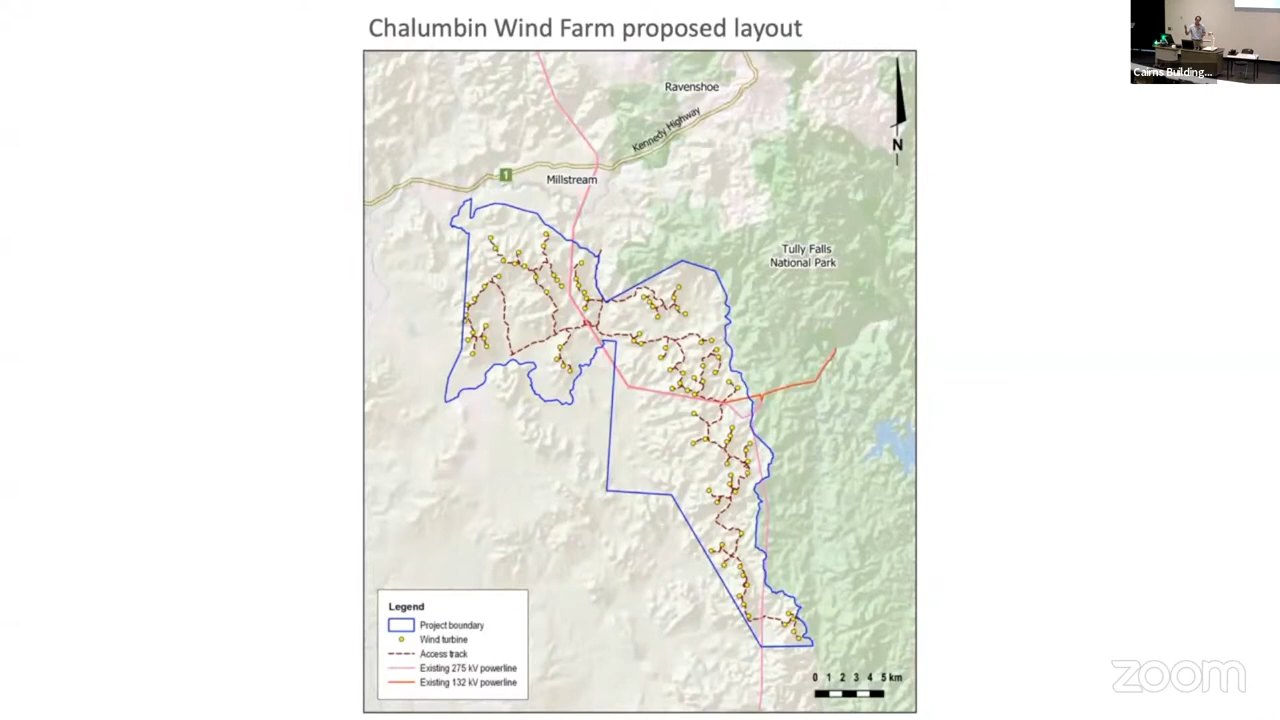 Chalumbin Wind Farm proposed layout
Cairns Building...
Ravenshoe
Kennedy Highway
N
1
Millstream
Tully Falls
National Park
Legend
Project boundary
Wind turbine
Access track
Existing 275 kV powerline
Existing 132 kV powerline
0 1 2 3 4 5 km
zoom